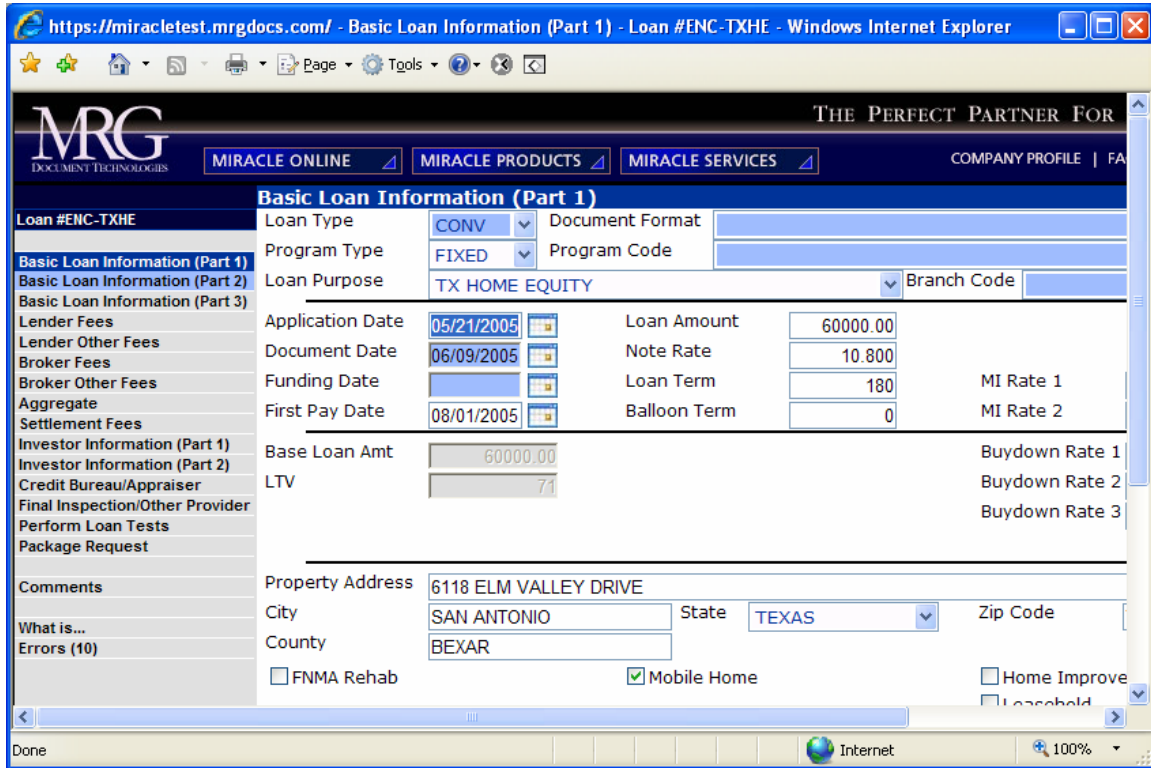 https://miracletest.mrgdocs.com/ - Basic Loan Information (Part 1) - Loan #ENC-TXHE - Windows Internet Explorer
Page Tools
MRG
DOCUMENT TECHNOLOGIES
THE PERFECT PARTNER FOR
MIRACLE ONLINE MIRACLE PRODUCTS MIRACLE SERVICES COMPANY PROFILE | FA
Loan #ENC-TXHE
Basic Loan Information (Part 1)
Basic Loan Information (Part 2)
Basic Loan Information (Part 3)
Lender Fees
Lender Other Fees
Broker Fees
Broker Other Fees
Aggregate
Settlement Fees
Investor Information (Part 1)
Investor Information (Part 2)
Credit Bureau/Appraiser
Final Inspection/Other Provider
Perform Loan Tests
Package Request
Comments
What is...
Errors (10)
Basic Loan Information (Part 1)
Loan Type CONV Document Format
Program Type FIXED Program Code
Loan Purpose TX HOME EQUITY Branch Code
Application Date 05/21/2005 Loan Amount 60000.00
Document Date 06/09/2005 Note Rate 10.800
Funding Date Loan Term 180 MI Rate 1
First Pay Date 08/01/2005 Balloon Term 0 MI Rate 2
Base Loan Amt 60000.00 Buydown Rate 1
LTV 71 Buydown Rate 2
Buydown Rate 3
Property Address 6118 ELM VALLEY DRIVE
City SAN ANTONIO State TEXAS Zip Code
County BEXAR
FNMA Rehab Mobile Home Home Improve
Leasehold
Done Internet 100%